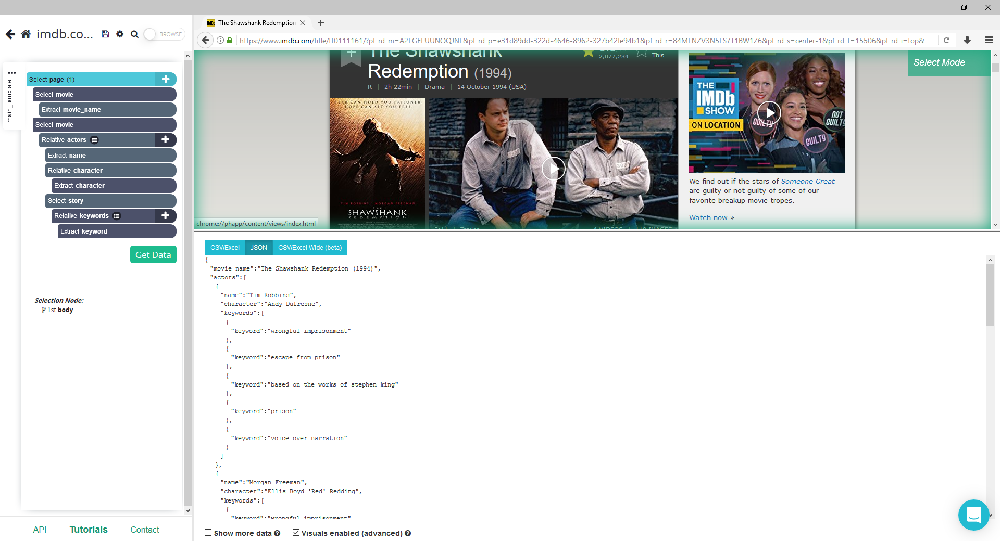 imdb.co...
BROWSE
main_template
Select page (1)
Select movie
Extract movie_name
Select movie
Relative actors
Extract name
Relative character
Extract character
Select story
Relative keywords
Extract keyword
Get Data
Selection Node:
1st body
API Tutorials Contact
IMDb The Shawshank Redemption
https://www.imdb.com/title/tt0111161/?pf_rd_m=A2FGELUUNOQJNL&pf_rd_p=e31d89dd-322d-4646-8962-327b42fe94b1&pf_rd_r=84MFNZV3N5FS7T1BW1Z6&pf_rd_s=center-1&pf_rd_t=15506&pf_rd_i=top&
The Shawshank
Redemption (1994)
2,077,234
This
R | 2h 22min | Drama | 14 October 1994 (USA)
FEAR CAN HOLD YOU PRISONER.
HOPE CAN SET YOU FREE.
TIM ROBBINS MORGAN FREEMAN
THE
SHAWSHANK
REDEMPTION
THE
IMDb
SHOW
ON LOCATION
GUILTY
GUILTY
NOT
GUILTY
We find out if the stars of Someone Great
are guilty or not guilty of some of our
favorite breakup movie tropes.
Watch now »
Select Mode
chrome://phapp/content/views/index.html
CSV/Excel JSON CSV/Excel Wide (beta)
{
"movie_name":"The Shawshank Redemption (1994)",
"actors":[
{
"name":"Tim Robbins",
"character":"Andy Dufresne",
"keywords":[
{
"keyword":"wrongful imprisonment"
},
{
"keyword":"escape from prison"
},
{
"keyword":"based on the works of stephen king"
},
{
"keyword":"prison"
},
{
"keyword":"voice over narration"
}
]
},
{
"name":"Morgan Freeman",
"character":"Ellis Boyd 'Red' Redding",
"keywords":[
{
"keyword":"wrongful imprisonment"
Show more data
Visuals enabled (advanced)